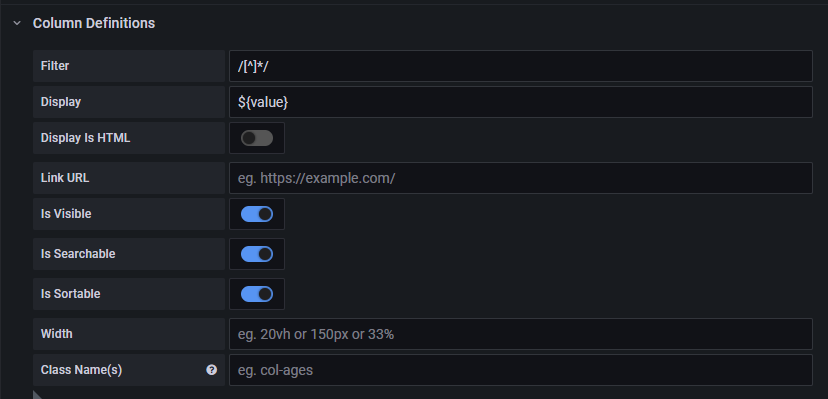 Column Definitions
Filter /[^]*/
Display ${value}
Display Is HTML
Link URL eg. https://example.com/
Is Visible
Is Searchable
Is Sortable
Width eg. 20vh or 150px or 33%
Class Name(s) ? eg. col-ages